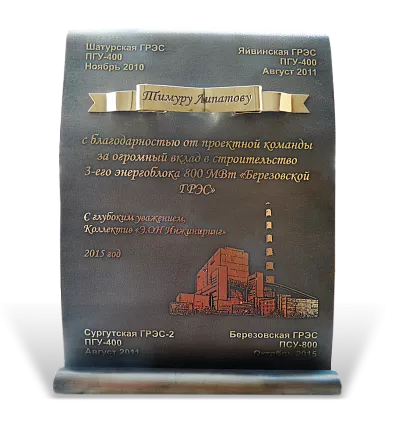 Шатурская ГРЭС
ПГУ-400
Ноябрь 2010
Яйвинская ГРЭС
ПГУ-400
Август 2011
Тимуру Липатову
с благодарностью от проектной команды
за огромный вклад в строительство
3-его энергоблока 800 МВт «Березовской
ГРЭС»
С глубоким уважением,
Коллектив «Э.ОН Инжиниринг»
2015 год
Сургутская ГРЭС-2
ПГУ-400
Август 2011
Березовская ГРЭС
ПСУ-800
Октябрь 2015